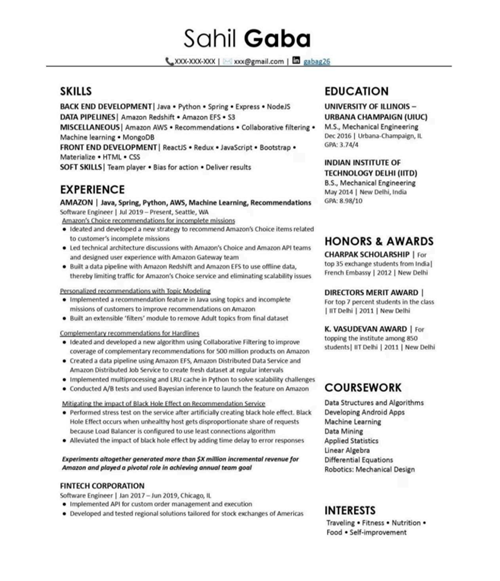 Sahil Gaba
XXX-XXX-XXX | xxx@gmail.com | gabag26
SKILLS
BACK END DEVELOPMENT| Java • Python • Spring • Express • NodeJS
DATA PIPELINES| Amazon Redshift • Amazon EFS • S3
MISCELLANEOUS| Amazon AWS • Recommendations • Collaborative filtering •
Machine learning • MongoDB
FRONT END DEVELOPMENT| ReactJS • Redux • JavaScript • Bootstrap •
Materialize • HTML • CSS
SOFT SKILLS| Team player • Bias for action • Deliver results
EXPERIENCE
AMAZON | Java, Spring, Python, AWS, Machine Learning, Recommendations
Software Engineer | Jul 2019 – Present, Seattle, WA
Amazon's Choice recommendations for incomplete missions
• Ideated and developed a new strategy to recommend Amazon's Choice items related
to customer's incomplete missions
• Led technical architecture discussions with Amazon's Choice and Amazon API teams
and designed user experience with Amazon Gateway team
• Built a data pipeline with Amazon Redshift and Amazon EFS to use offline data,
thereby limiting traffic for Amazon's Choice service and eliminating scalability issues
Personalized recommendations with Topic Modeling
• Implemented a recommendation feature in Java using topics and incomplete
missions of customers to improve recommendations on Amazon
• Built an extensible 'filters' module to remove Adult topics from final dataset
Complementary recommendations for Hardlines
• Ideated and developed a new algorithm using Collaborative Filtering to improve
coverage of complementary recommendations for 500 million products on Amazon
• Created a data pipeline using Amazon EFS, Amazon Distributed Data Service and
Amazon Distributed Job Service to create fresh dataset at regular intervals
• Implemented multiprocessing and LRU cache in Python to solve scalability challenges
• Conducted A/B tests and used Bayesian inference to launch the feature on Amazon
Mitigating the impact of Black Hole Effect on Recommendation Service
• Performed stress test on the service after artificially creating black hole effect. Black
Hole Effect occurs when unhealthy host gets disproportionate share of requests
because Load Balancer is configured to use least connections algorithm
• Alleviated the impact of black hole by adding time delay to error responses
Experiments altogether generated more than $X million incremental revenue for
Amazon and played a pivotal role in achieving annual team goal
FINTECH CORPORATION
Software Engineer | Jan 2017 – Jun 2019, Chicago, IL
• Implemented API for custom order management and execution
• Developed and tested regional solutions tailored for stock exchanges of Americas
EDUCATION
UNIVERSITY OF ILLINOIS –
URBANA CHAMPAIGN (UIUC)
M.S., Mechanical Engineering
Dec 2016 | Urbana-Champaign, IL
GPA: 3.74/4
INDIAN INSTITUTE OF
TECHNOLOGY DELHI (IITD)
B.S., Mechanical Engineering
May 2014 | New Delhi, India
GPA: 8.98/10
HONORS & AWARDS
CHARPAK SCHOLARSHIP | For
top 35 exchange students from India|
French Embassy | 2012 | New Delhi
DIRECTORS MERIT AWARD |
For top 7 percent students in the class
| IIT Delhi | 2011 | New Delhi
K. VASUDEVAN AWARD | For
topping the institute among 850
students| IIT Delhi | 2011 | New Delhi
COURSEWORK
Data Structures and Algorithms
Developing Android Apps
Machine Learning
Data Mining
Applied Statistics
Linear Algebra
Differential Equations
Robotics: Mechanical Design
INTERESTS
Traveling • Fitness • Nutrition •
Food • Self-improvement